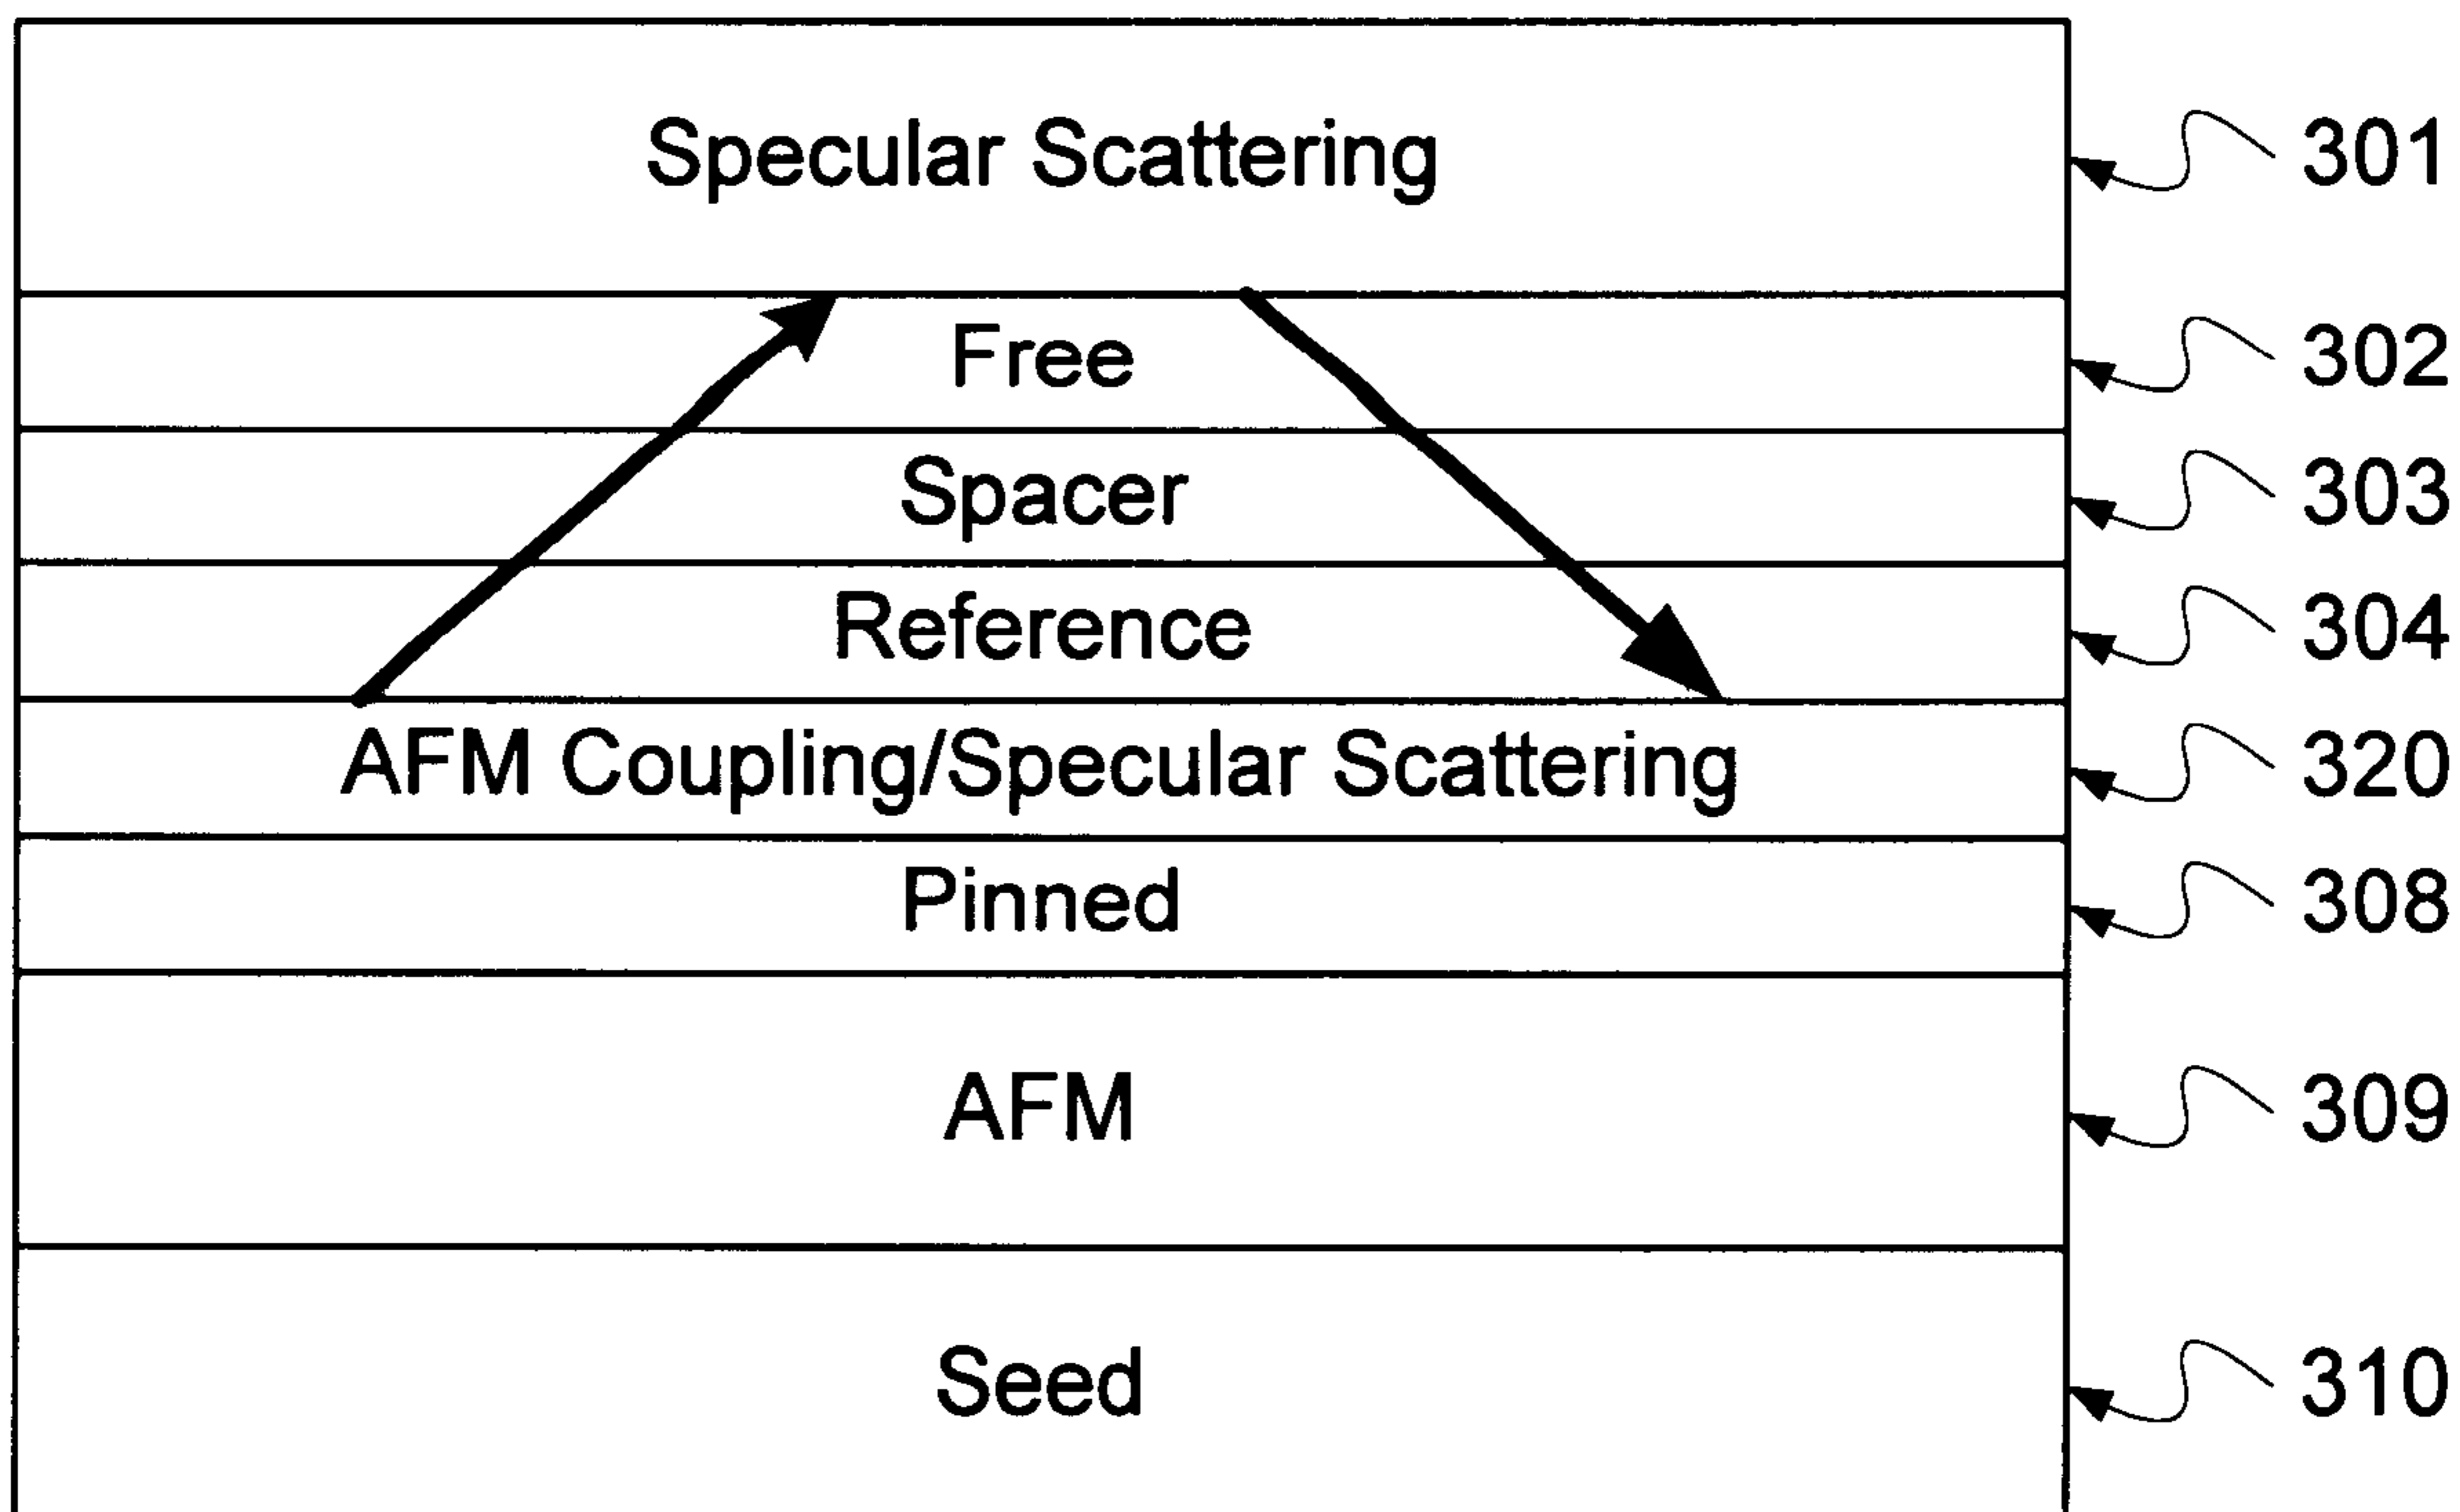 Specular Scattering 301
Free 302
Spacer 303
Reference 304
AFM Coupling/Specular Scattering 320
Pinned 308
AFM 309
Seed 310